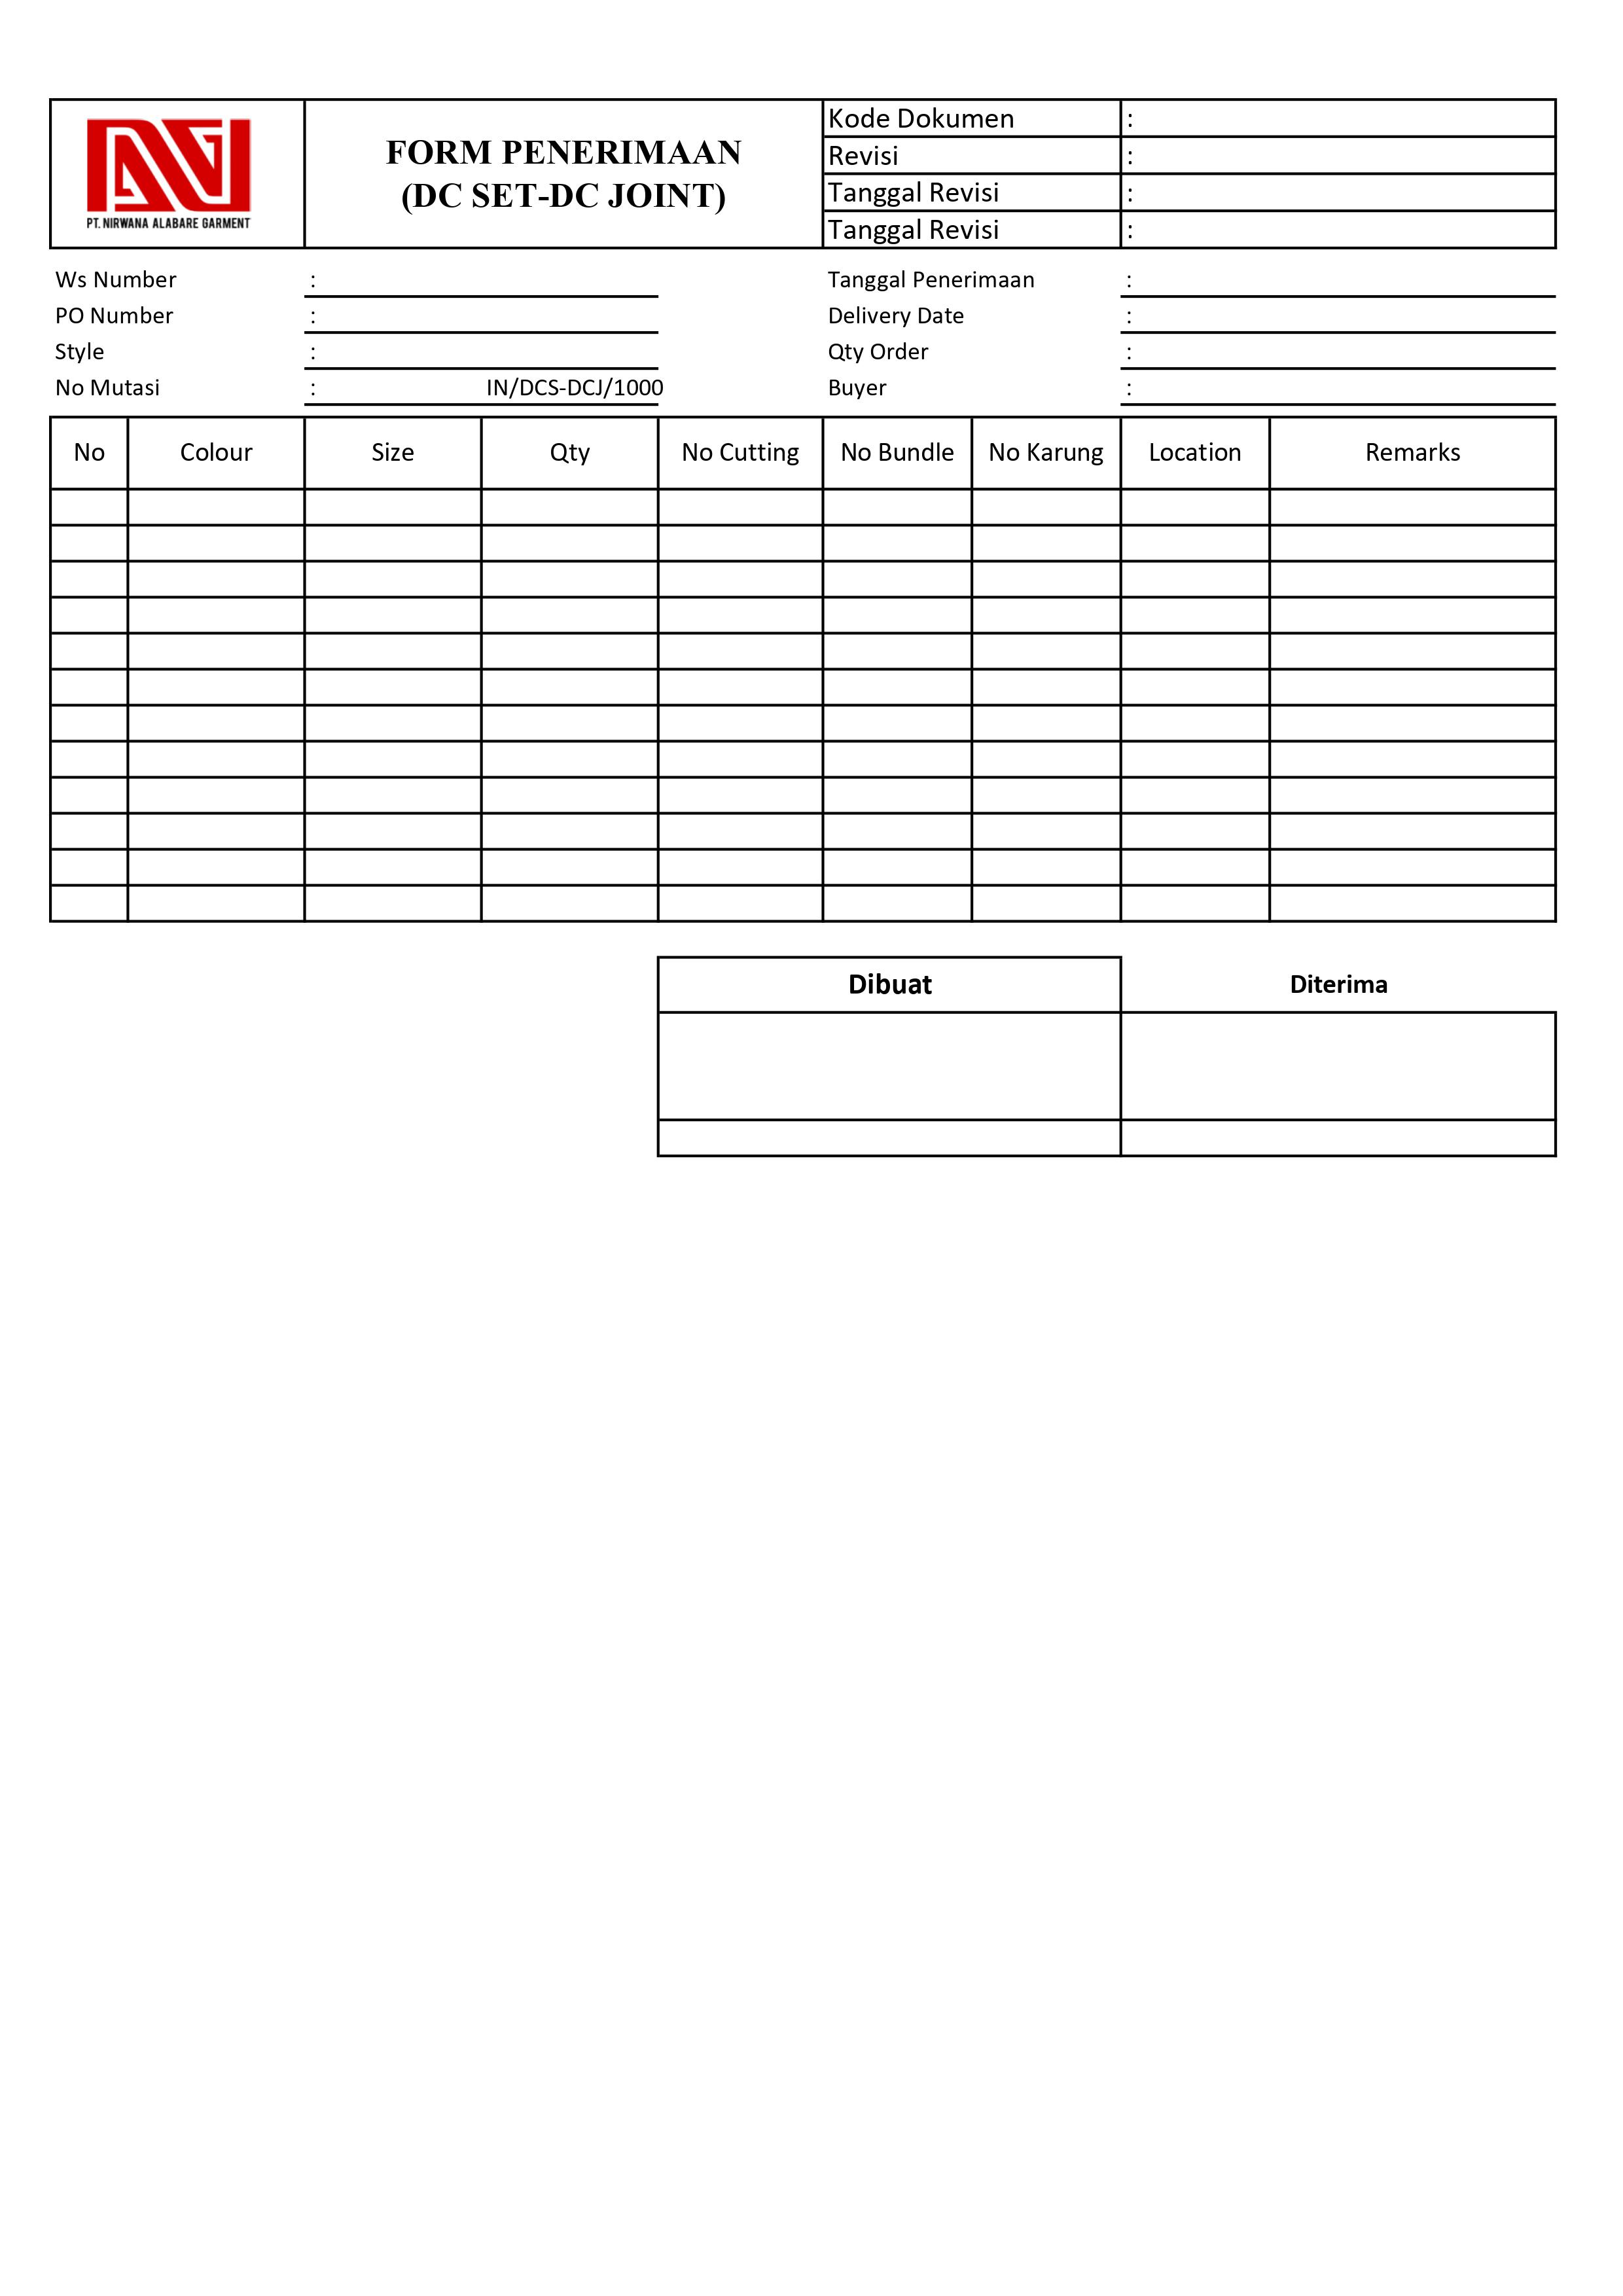 PT. NIRWANA ALABARE GARMENT
FORM PENERIMAAN
(DC SET-DC JOINT)
Kode Dokumen :
Revisi :
Tanggal Revisi :
Tanggal Revisi :
Ws Number : Tanggal Penerimaan :
PO Number : Delivery Date :
Style : Qty Order :
No Mutasi : IN/DCS-DCJ/1000 Buyer :
No Colour Size Qty No Cutting No Bundle No Karung Location Remarks
Dibuat Diterima